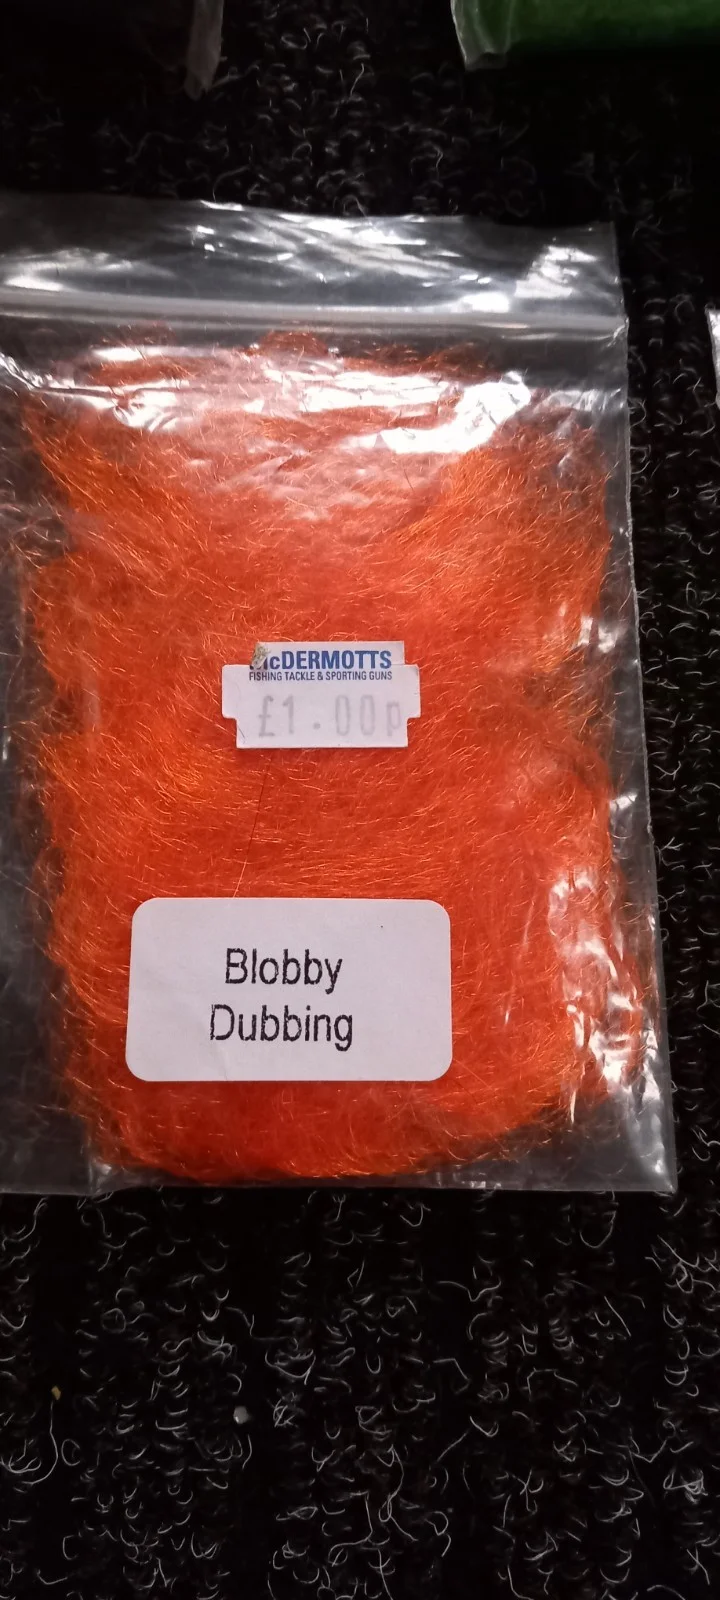 McDERMOTTS
FISHING TACKLE & SPORTING GUNS
£1.00p
Blobby
Dubbing